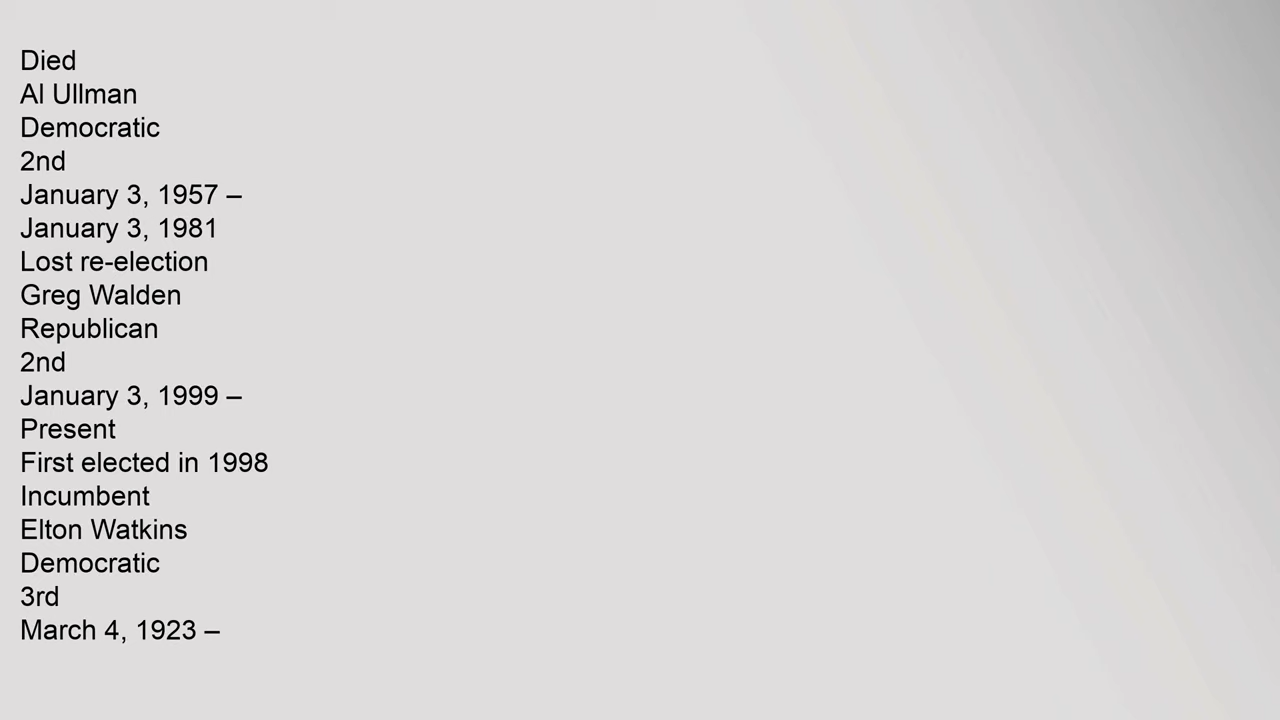 Died
Al Ullman
Democratic
2nd
January 3, 1957 –
January 3, 1981
Lost re-election
Greg Walden
Republican
2nd
January 3, 1999 –
Present
First elected in 1998
Incumbent
Elton Watkins
Democratic
3rd
March 4, 1923 –